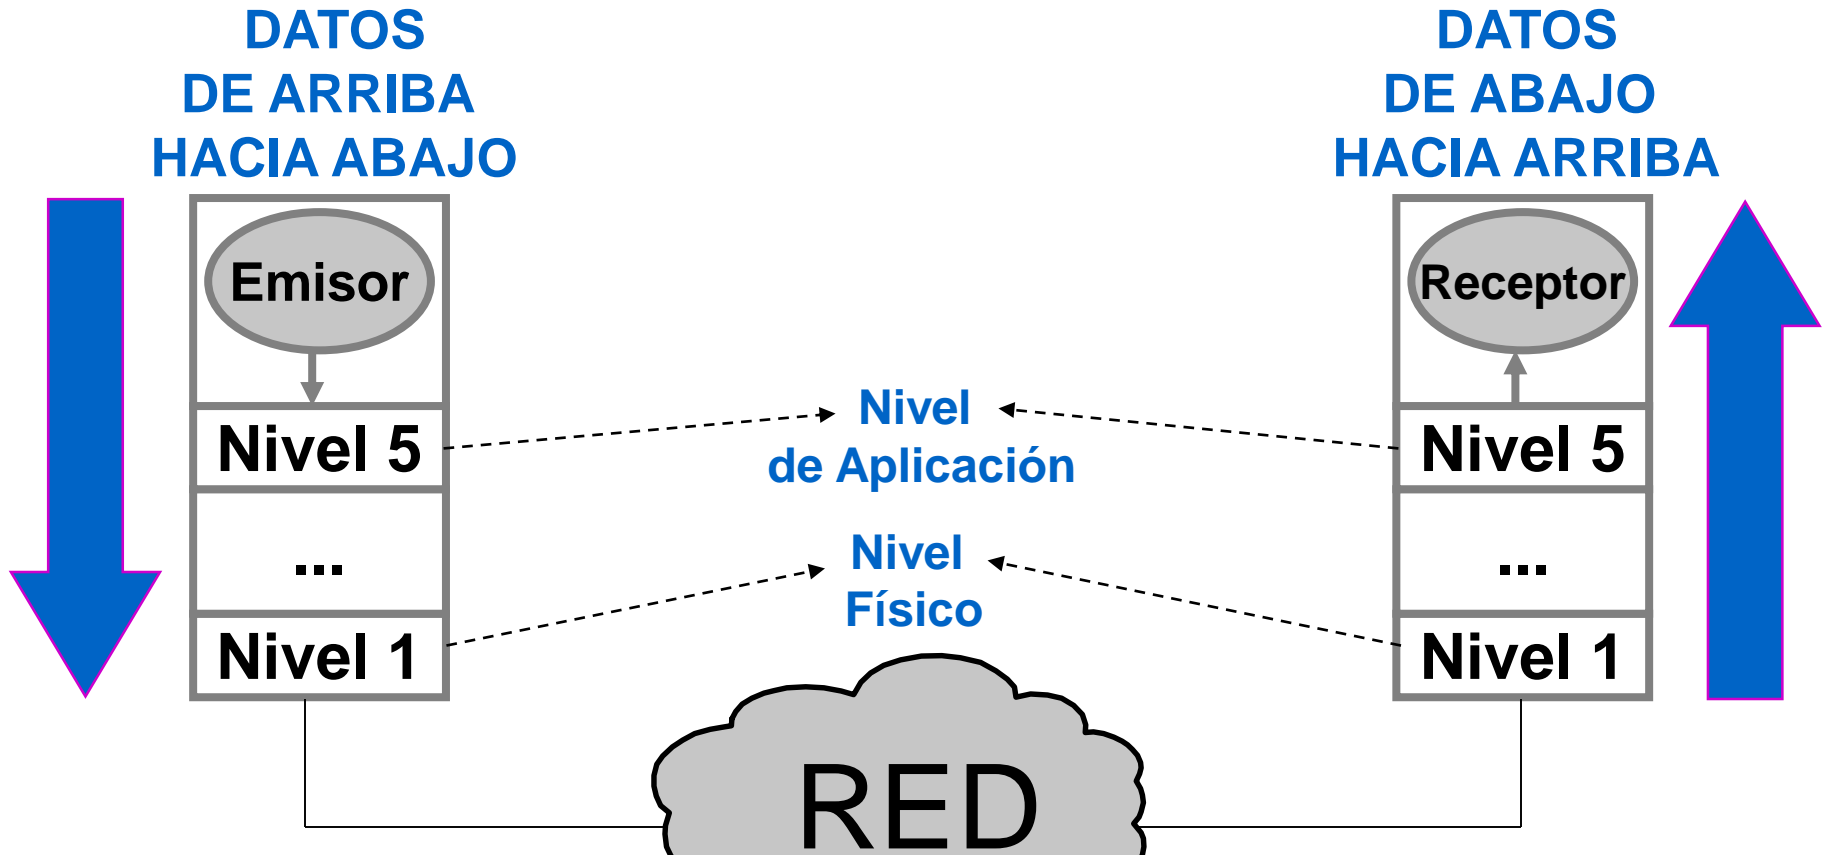 DATOS
DE ARRIBA
HACIA ABAJO
DATOS
DE ABAJO
HACIA ARRIBA
Emisor
Receptor
Nivel 5
Nivel
de Aplicación
Nivel 5
...
Nivel
Físico
...
Nivel 1
Nivel 1
RED